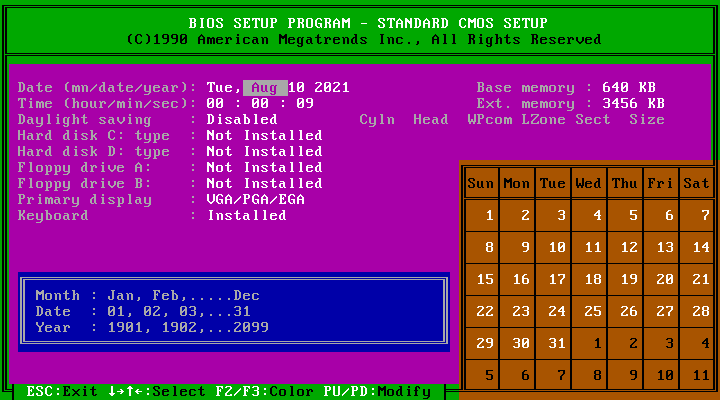 BIOS SETUP PROGRAM - STANDARD CMOS SETUP
(C)1990 American Megatrends Inc., All Rights Reserved
Date (mn/date/year): Tue, Aug 10 2021 Base memory : 640 KB
Time (hour/min/sec): 00 : 00 : 09 Ext. memory : 3456 KB
Daylight saving : Disabled Cyln Head WPcom LZone Sect Size
Hard disk C: type : Not Installed
Hard disk D: type : Not Installed
Floppy drive A: : Not Installed
Floppy drive B: : Not Installed
Primary display : VGA/PGA/EGA
Keyboard : Installed
Sun Mon Tue Wed Thu Fri Sat
1 2 3 4 5 6 7
8 9 10 11 12 13 14
15 16 17 18 19 20 21
22 23 24 25 26 27 28
29 30 31 1 2 3 4
5 6 7 8 9 10 11
Month : Jan, Feb,.....Dec
Date : 01, 02, 03,...31
Year : 1901, 1902,...2099
ESC:Exit ↓→↑←:Select F2/F3:Color PU/PD:Modify